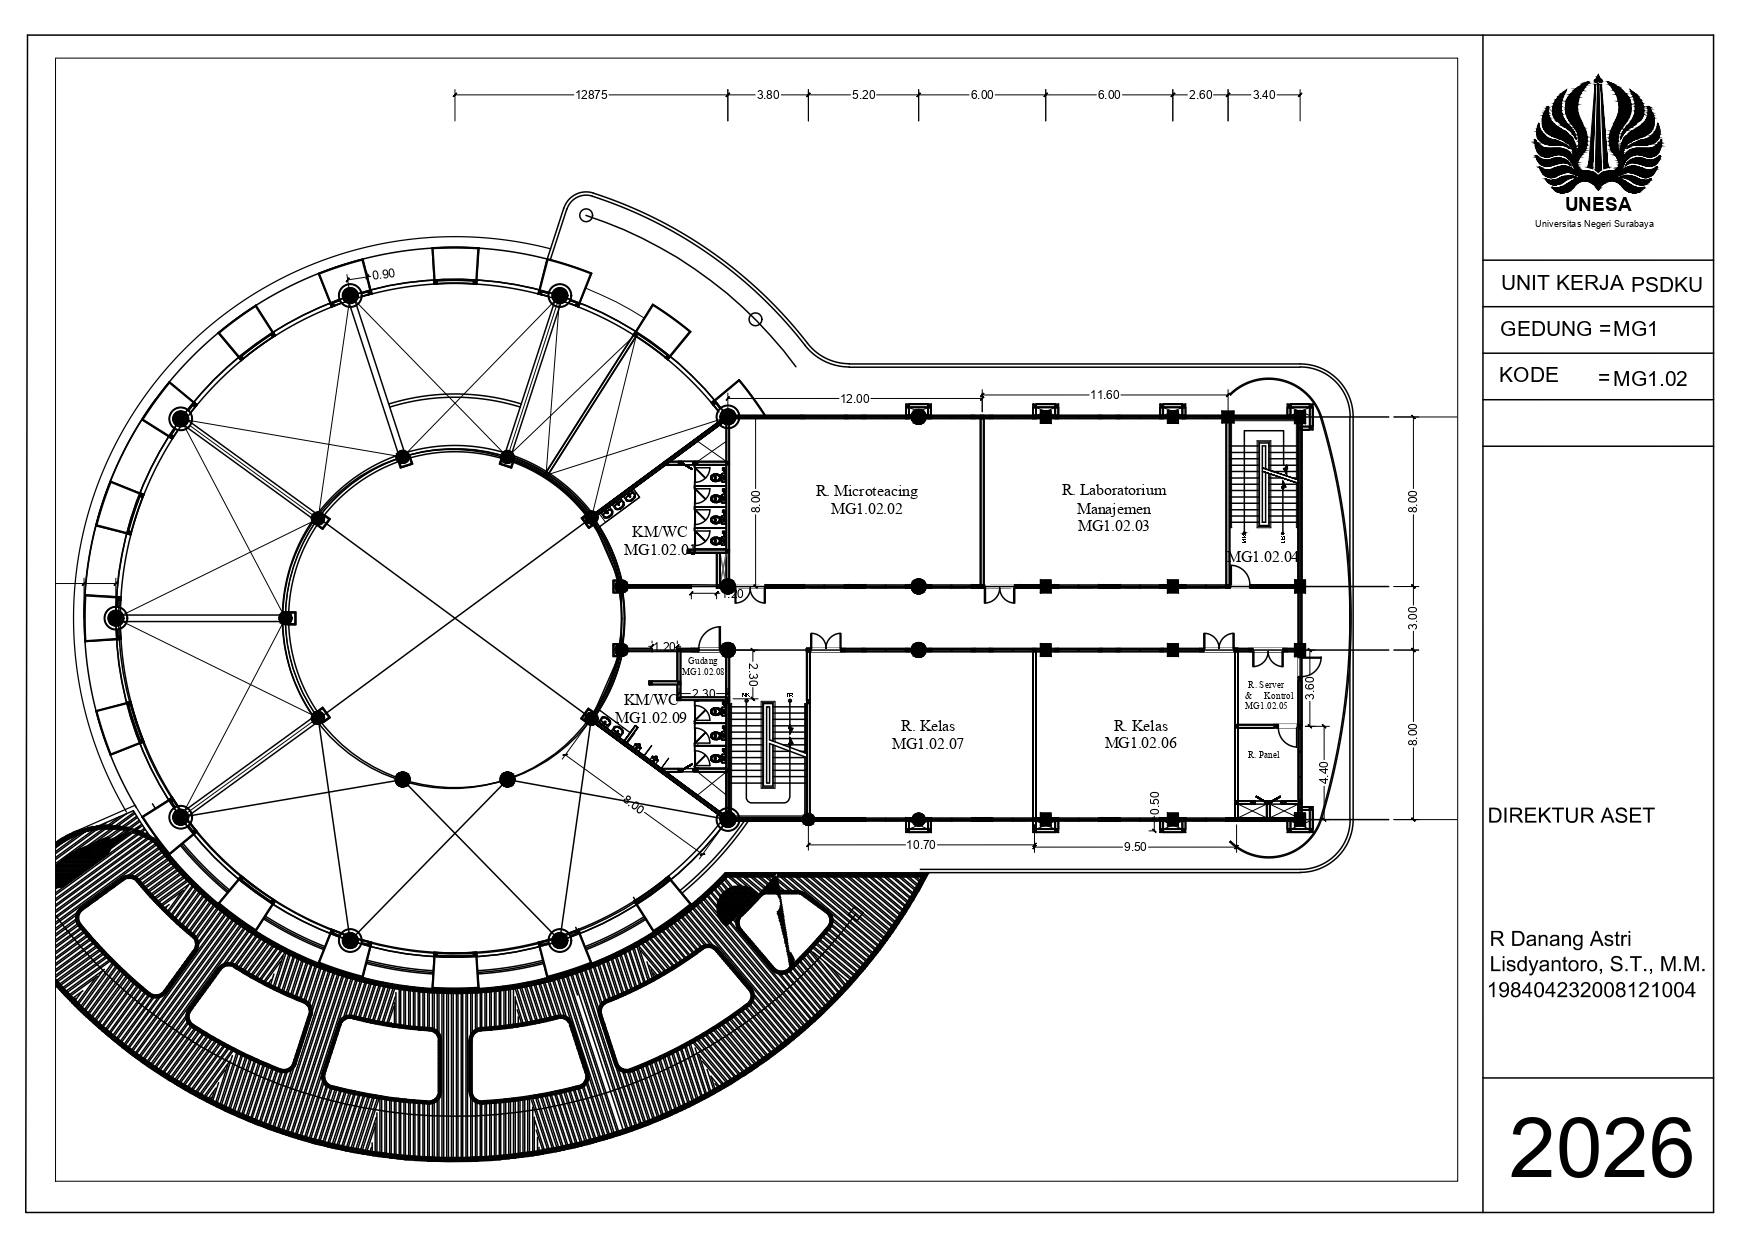 12875
3.80
5.20
6.00
6.00
2.60
3.40
0.90
12.00
11.60
8.00
R. Microteacing
MG1.02.02
R. Laboratorium
Manajemen
MG1.02.03
MG1.02.04
KM/WC
MG1.02.01
1.20
8.00
3.00
8.00
1.20
Gudang
MG1.02.08
2.30
2.30
KM/WC
MG1.02.09
8.00
R. Kelas
MG1.02.07
R. Kelas
MG1.02.06
R. Server
& Kontrol
MG1.02.05
3.60
R. Panel
4.40
0.50
10.70
9.50
UNESA
Universitas Negeri Surabaya
UNIT KERJA PSDKU
GEDUNG =MG1
KODE =MG1.02
DIREKTUR ASET
R Danang Astri
Lisdyantoro, S.T., M.M.
198404232008121004
2026